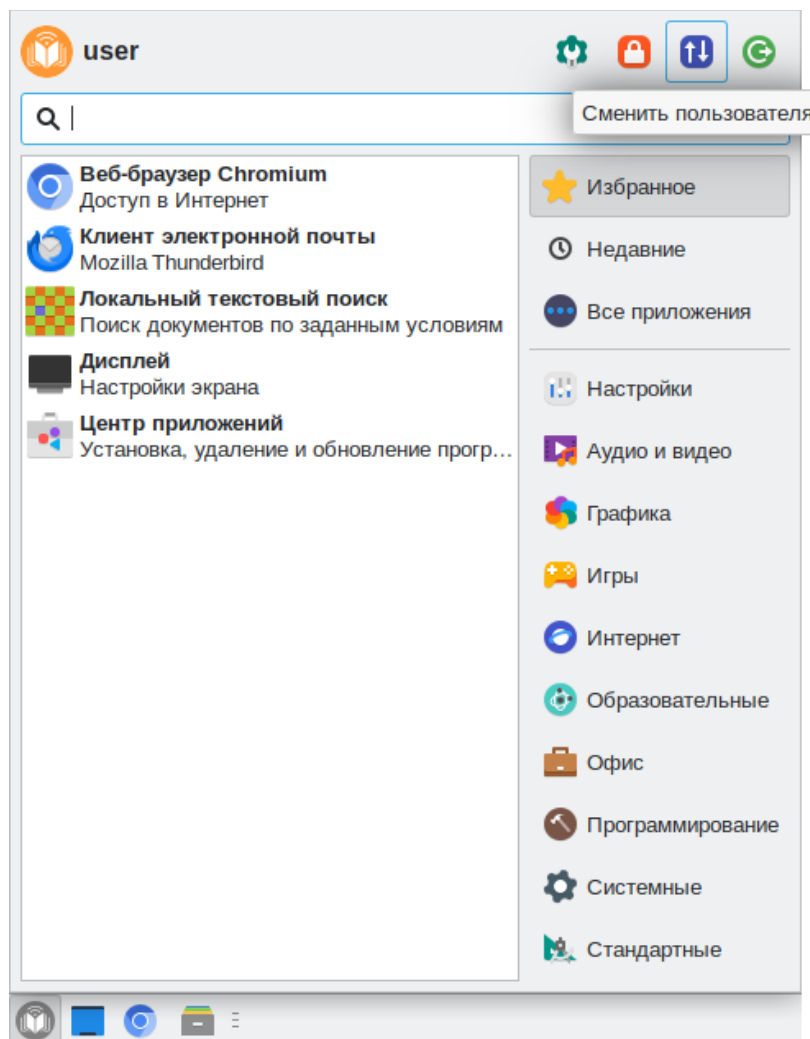 user
Сменить пользователя
Веб-браузер Chromium
Доступ в Интернет
Клиент электронной почты
Mozilla Thunderbird
Локальный текстовый поиск
Поиск документов по заданным условиям
Дисплей
Настройки экрана
Центр приложений
Установка, удаление и обновление прогр...
Избранное
Недавние
Все приложения
Настройки
Аудио и видео
Графика
Игры
Интернет
Образовательные
Офис
Программирование
Системные
Стандартные